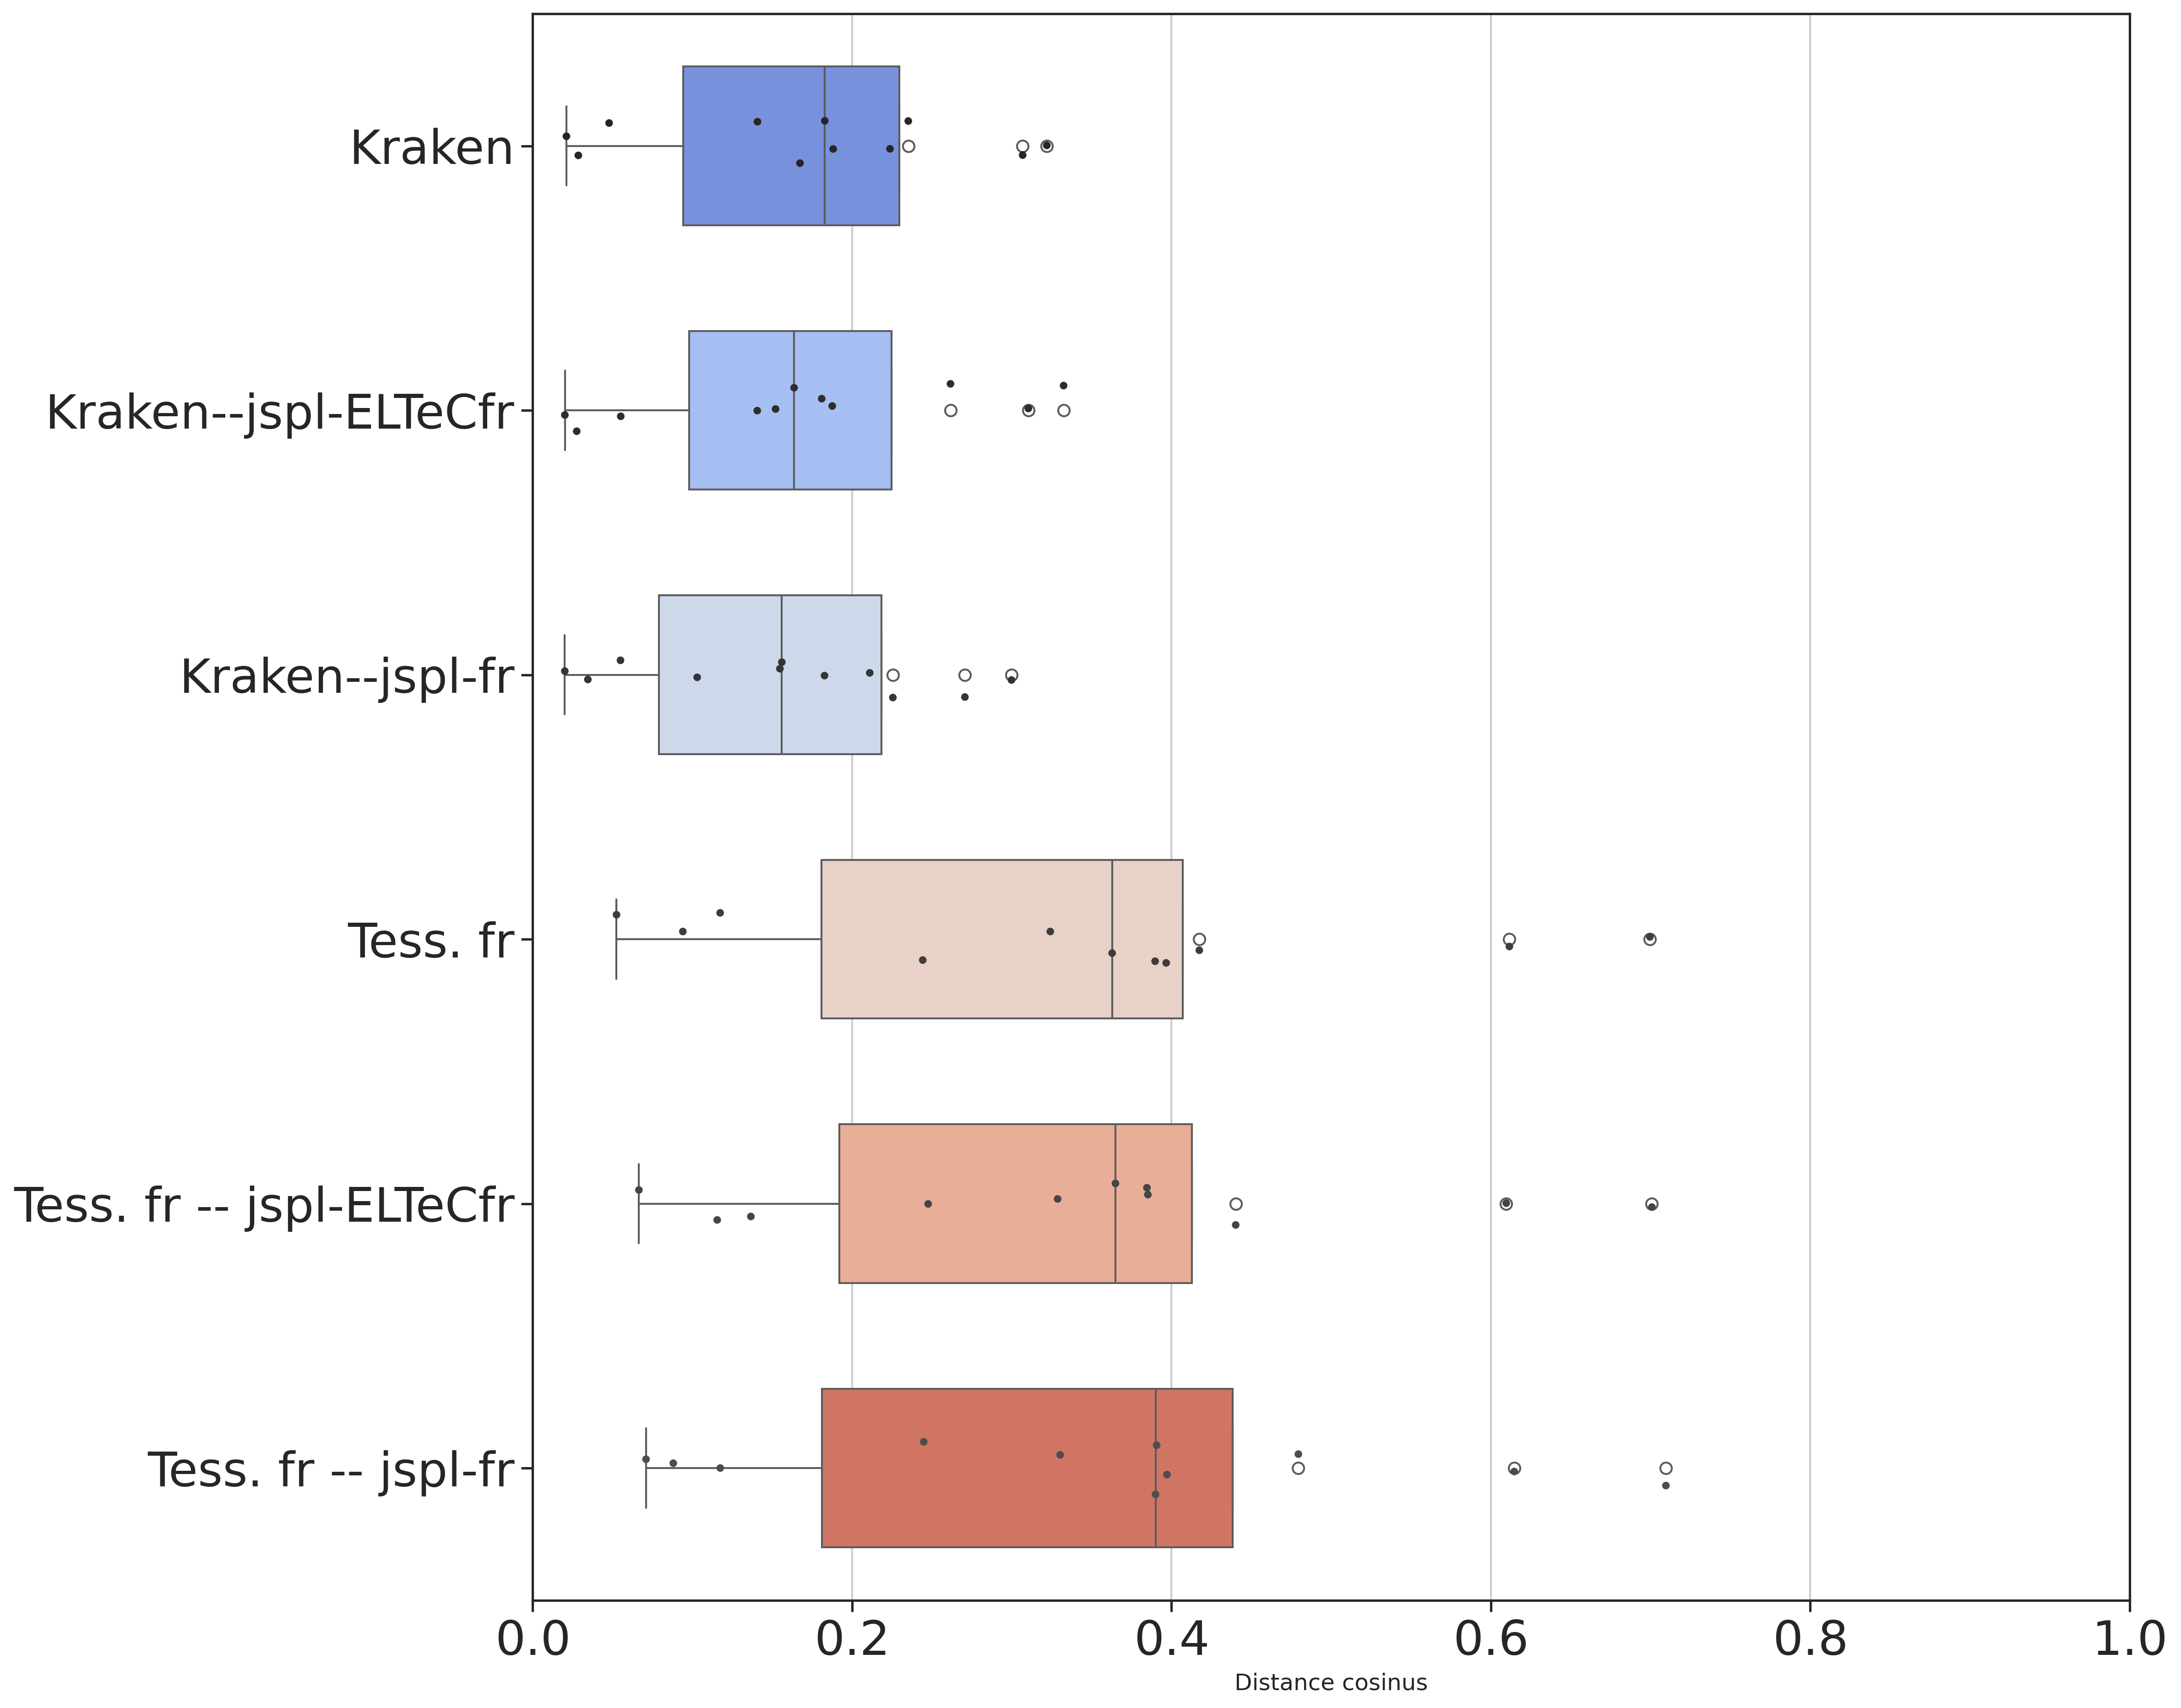 Kraken
Kraken--jspl-ELTeCfr
Kraken--jspl-fr
Tess. fr
Tess. fr -- jspl-ELTeCfr
Tess. fr -- jspl-fr
0.0 0.2 0.4 0.6 0.8 1.0
Distance cosinus